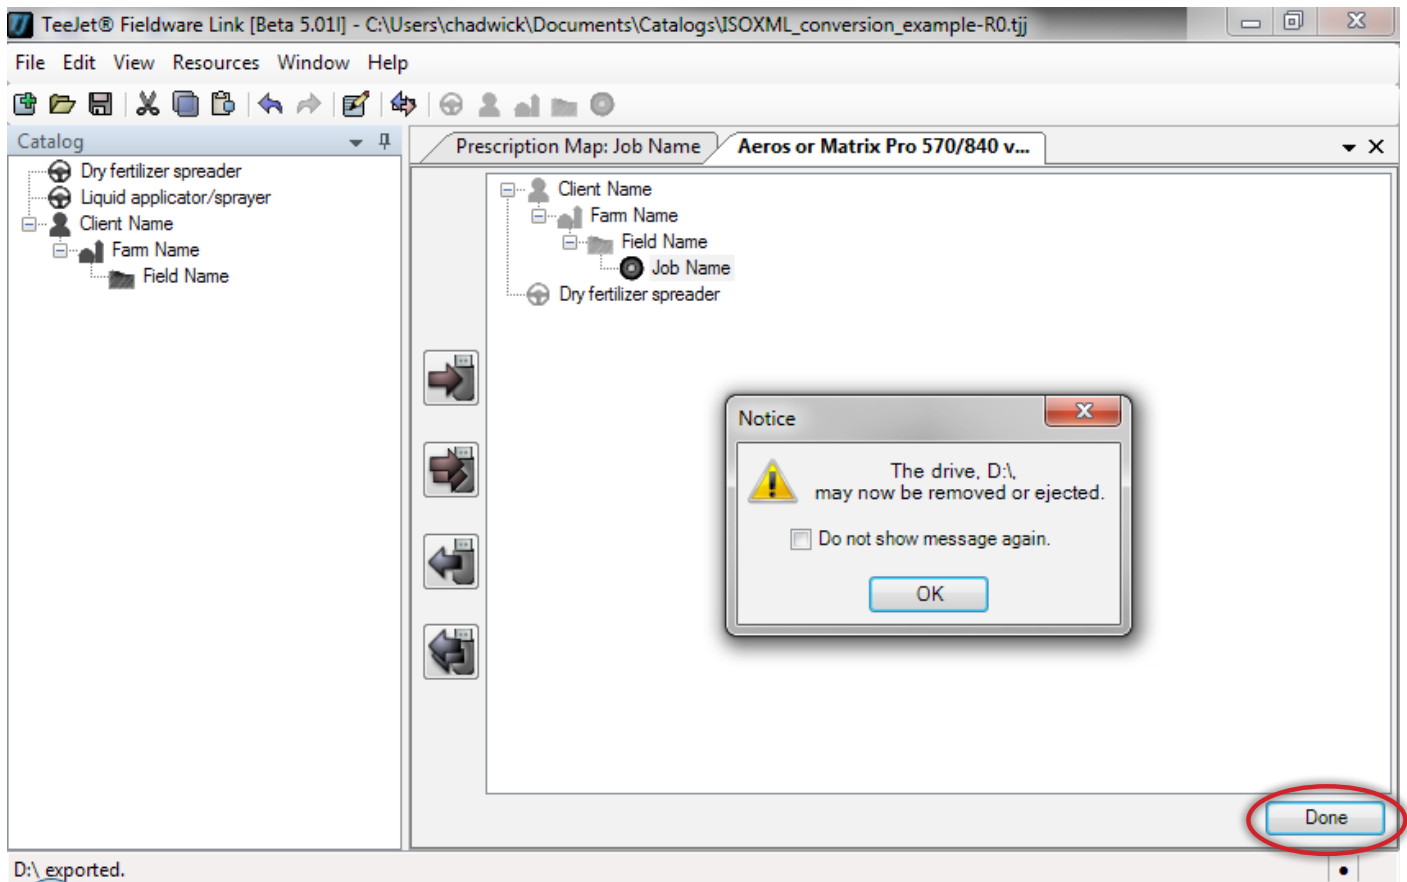 TeeJet® Fieldware Link [Beta 5.01l] - C:\Users\chadwick\Documents\Catalogs\ISOXML_conversion_example-R0.tjj
File Edit View Resources Window Help
Catalog
Dry fertilizer spreader
Liquid applicator/sprayer
Client Name
Farm Name
Field Name
Prescription Map: Job Name
Aeros or Matrix Pro 570/840 v...
Client Name
Farm Name
Field Name
Job Name
Dry fertilizer spreader
Notice
The drive, D:\,
may now be removed or ejected.
Do not show message again.
OK
Done
D:\ exported.